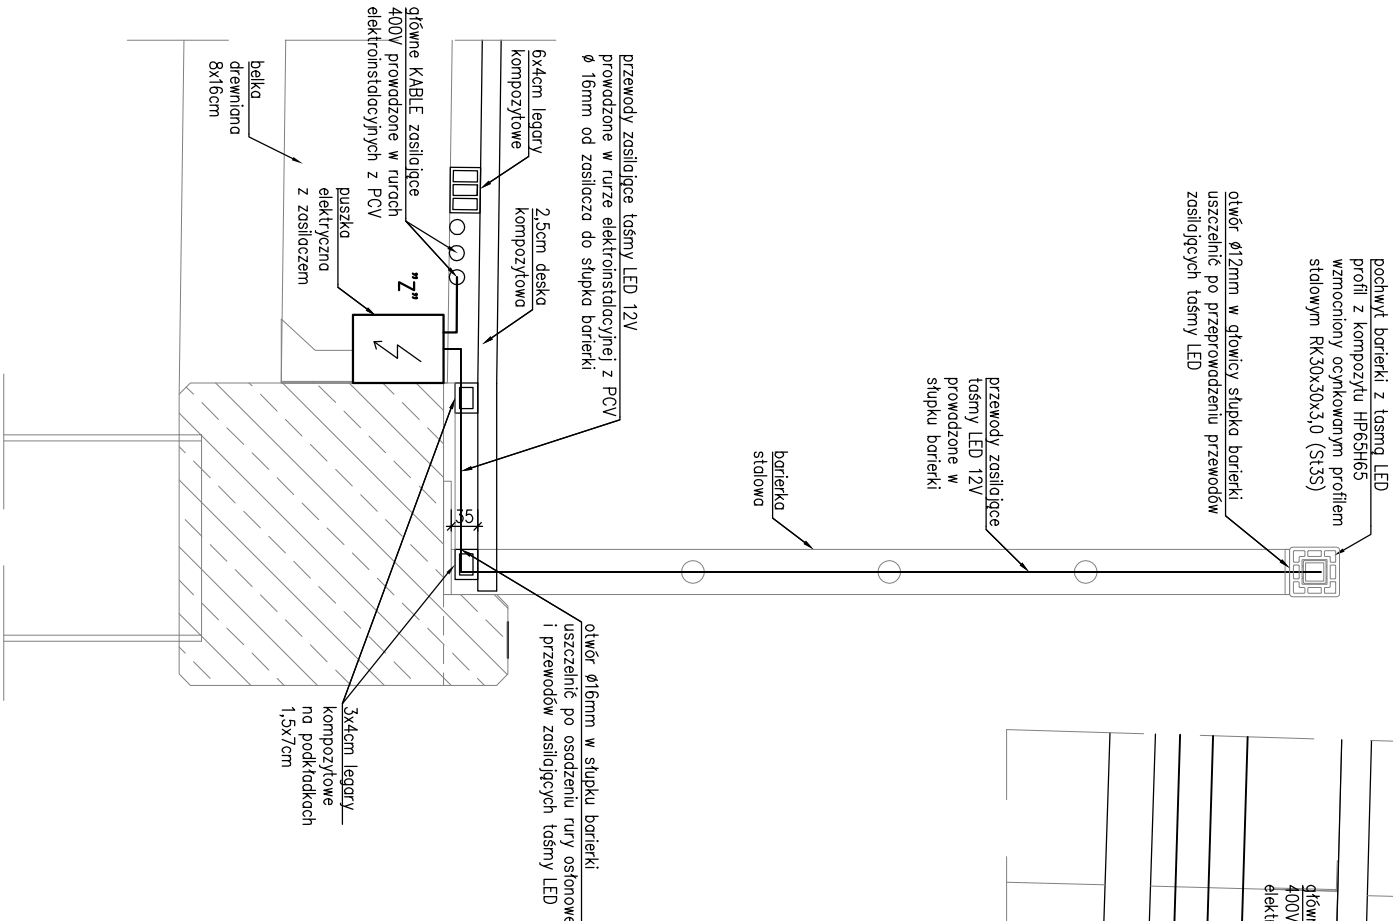 pochwyt barierki z taśmą LED
profil z kompozytu HP65H65
wzmocniony ocynkowanym profilem
stalowym RK30x30x3,0 (St3S)
otwór ø12mm w głowicy słupka barierki
uszczelnić po przeprowadzeniu przewodów
zasilających taśmy LED
przewody zasilające
taśmy LED 12V
prowadzone w
słupku barierki
barierka
stalowa
przewody zasilające taśmy LED 12V
prowadzone w rurze elektroinstalacyjnej z PCV
ø 16mm od zasilacza do słupka barierki
6x4cm legary
kompozytowe
2,5cm deska
kompozytowa
główne KABLE zasilające
400V prowadzone w rurach
elektroinstalacyjnych z PCV
"Z"
puszka
elektryczna
z zasilaczem
belka
drewniana
8x16cm
35
otwór ø16mm w słupku barierki
uszczelnić po osadzeniu rury osłonowe
i przewodów zasilających taśmy LED
3x4cm legary
kompozytowe
na podkładkach
1,5x7cm
główn
400V
elektr